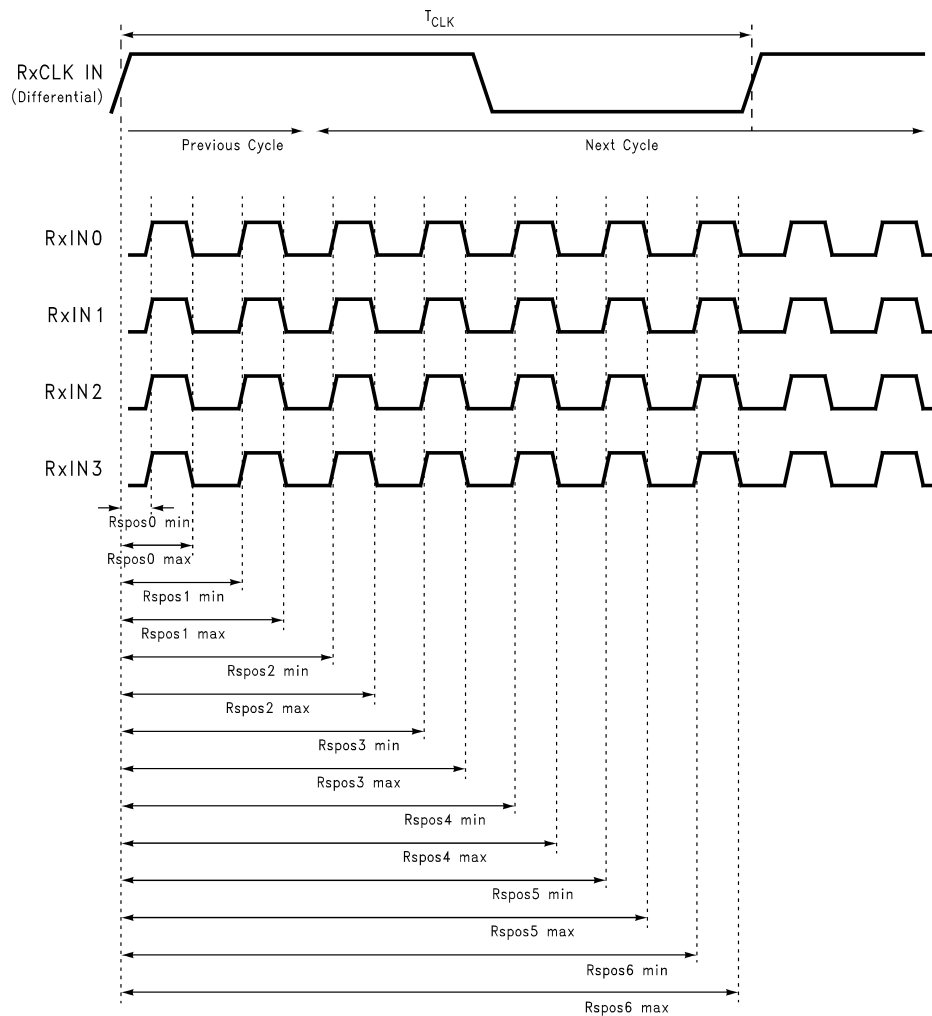 T_CLK
RxCLK IN
(Differential)
Previous Cycle
Next Cycle
RxIN0
RxIN1
RxIN2
RxIN3
Rspos0 min
Rspos0 max
Rspos1 min
Rspos1 max
Rspos2 min
Rspos2 max
Rspos3 min
Rspos3 max
Rspos4 min
Rspos4 max
Rspos5 min
Rspos5 max
Rspos6 min
Rspos6 max